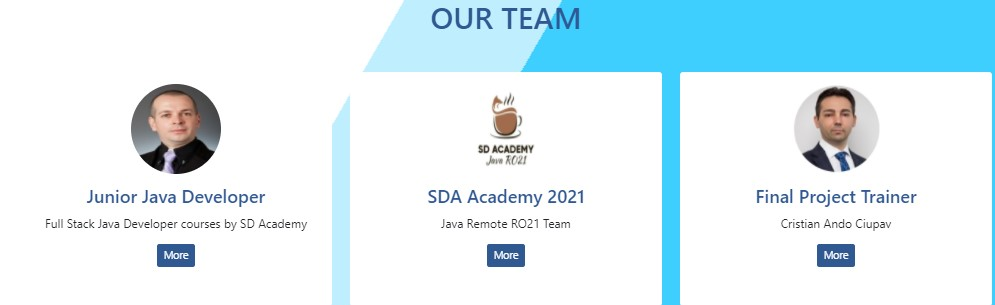 OUR TEAM
Junior Java Developer
Full Stack Java Developer courses by SD Academy
More
SD ACADEMY
Java RO21
SDA Academy 2021
Java Remote RO21 Team
More
Final Project Trainer
Cristian Ando Ciupav
More